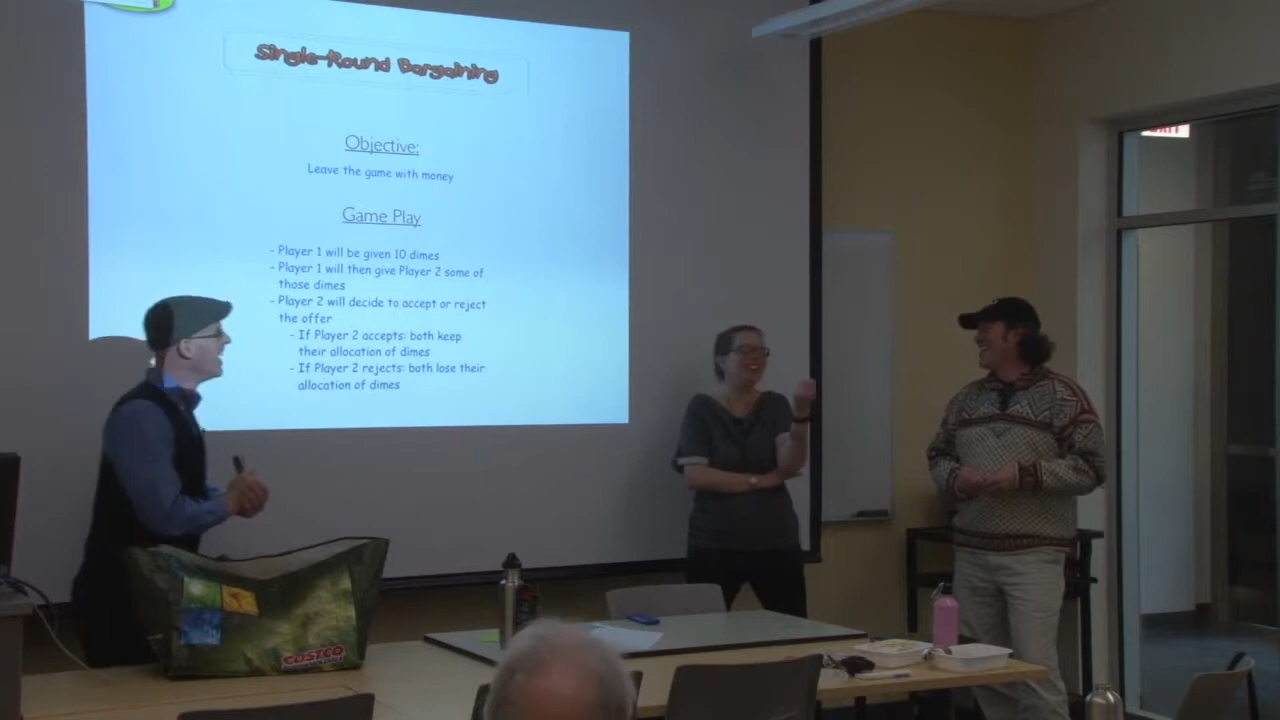 Single-Round Bargaining
Objective:
Leave the game with money
Game Play
- Player 1 will be given 10 dimes
- Player 1 will then give Player 2 some of
those dimes
- Player 2 will decide to accept or reject
the offer
- If Player 2 accepts: both keep
their allocation of dimes
- If Player 2 rejects: both lose their
allocation of dimes
EXIT
COSTCO